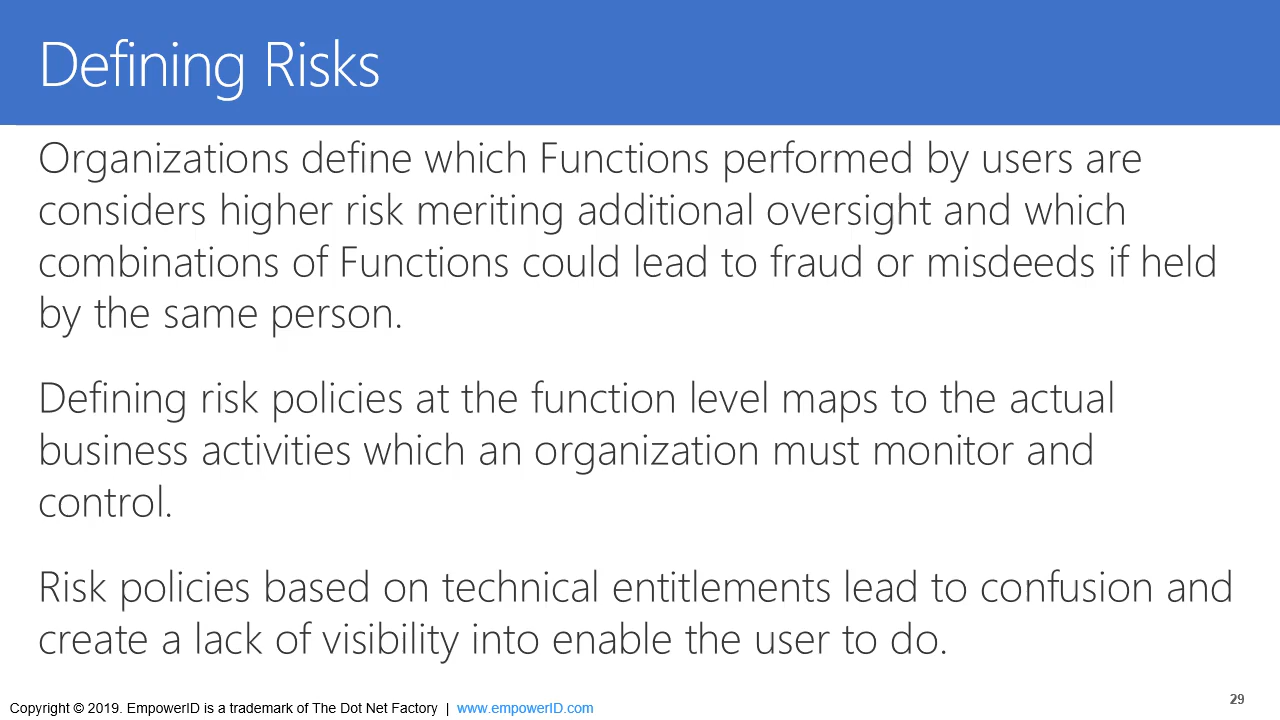 Defining Risks
Organizations define which Functions performed by users are
considers higher risk meriting additional oversight and which
combinations of Functions could lead to fraud or misdeeds if held
by the same person.
Defining risk policies at the function level maps to the actual
business activities which an organization must monitor and
control.
Risk policies based on technical entitlements lead to confusion and
create a lack of visibility into enable the user to do.
Copyright © 2019. EmpowerID is a trademark of The Dot Net Factory | www.empowerID.com
29